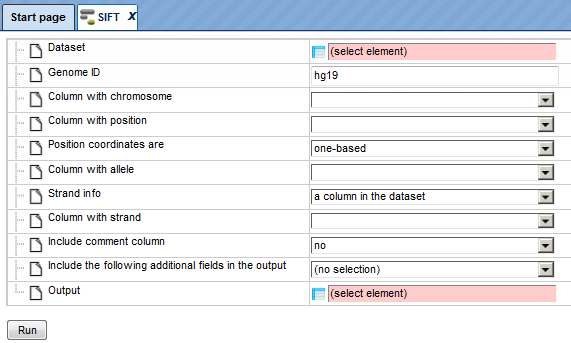 Start page
SIFT X
Dataset (select element)
Genome ID hg19
Column with chromosome
Column with position
Position coordinates are one-based
Column with allele
Strand info a column in the dataset
Column with strand
Include comment column no
Include the following additional fields in the output (no selection)
Output (select element)
Run